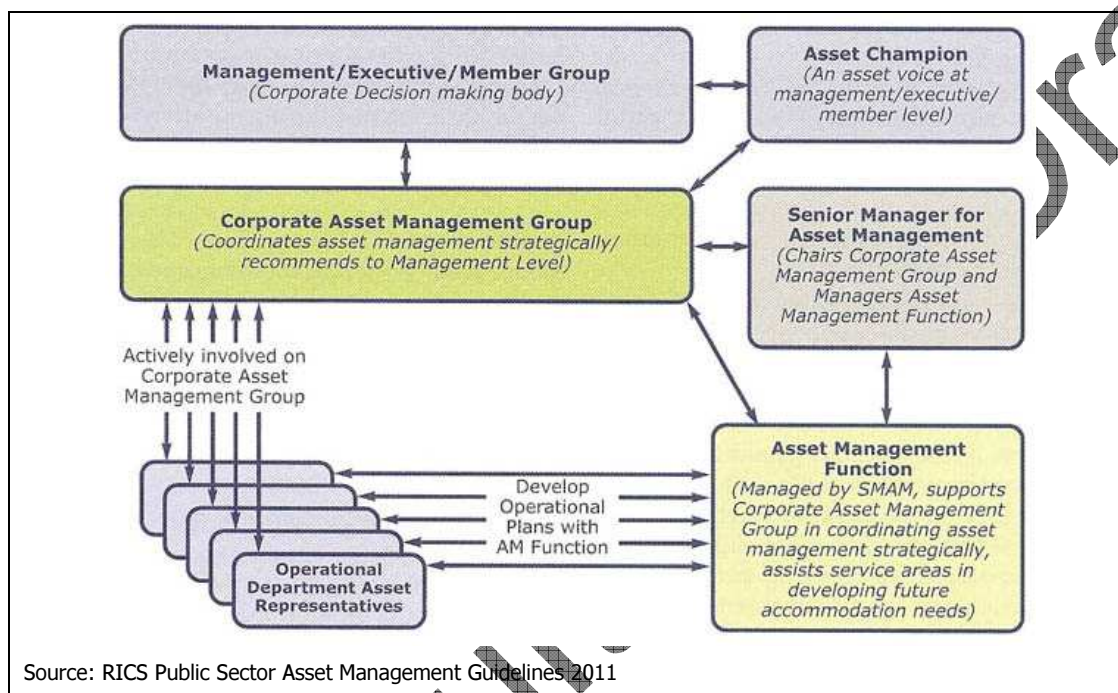 Management/Executive/Member Group
(Corporate Decision making body)
Asset Champion
(An asset voice at
management/executive/
member level)
Corporate Asset Management Group
(Coordinates asset management strategically/
recommends to Management Level)
Senior Manager for
Asset Management
(Chairs Corporate Asset
Management Group and
Managers Asset
Management Function)
Actively involved on
Corporate Asset
Management Group
Develop
Operational
Plans with
AM Function
Operational
Department Asset
Representatives
Asset Management
Function
(Managed by SMAM, supports
Corporate Asset Management
Group in coordinating asset
management strategically,
assists service areas in
developing future
accommodation needs)
Source: RICS Public Sector Asset Management Guidelines 2011